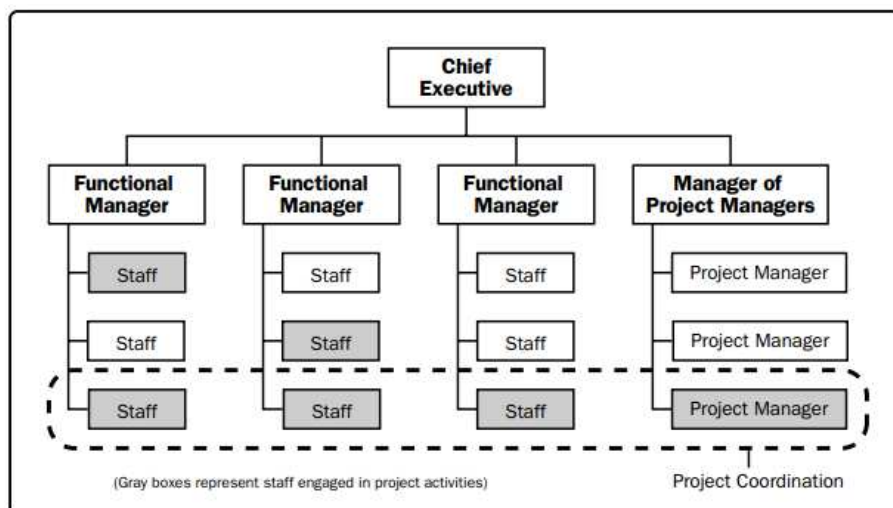 Chief
Executive
Functional
Manager
Functional
Manager
Functional
Manager
Manager of
Project Managers
Staff
Staff
Staff
Project Manager
Staff
Staff
Staff
Project Manager
Staff
Staff
Staff
Project Manager
(Gray boxes represent staff engaged in project activities)
Project Coordination